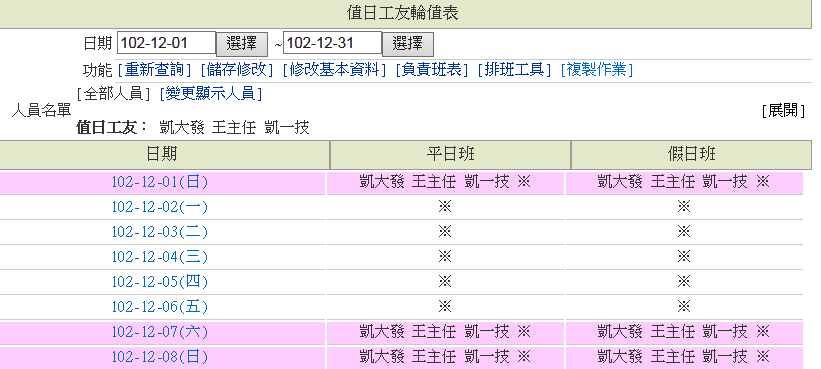 值日工友輪值表
日期 102-12-01 選擇 ~ 102-12-31 選擇
功能 [重新查詢] [儲存修改] [修改基本資料] [負責班表] [排班工具] [複製作業]
[全部人員] [變更顯示人員]
人員名單 [展開]
值日工友： 凱大發 王主任 凱一技
日期 平日班 假日班
102-12-01(日) 凱大發 王主任 凱一技 ※ 凱大發 王主任 凱一技 ※
102-12-02(一) ※ ※
102-12-03(二) ※ ※
102-12-04(三) ※ ※
102-12-05(四) ※ ※
102-12-06(五) ※ ※
102-12-07(六) 凱大發 王主任 凱一技 ※ 凱大發 王主任 凱一技 ※
102-12-08(日) 凱大發 王主任 凱一技 ※ 凱大發 王主任 凱一技 ※